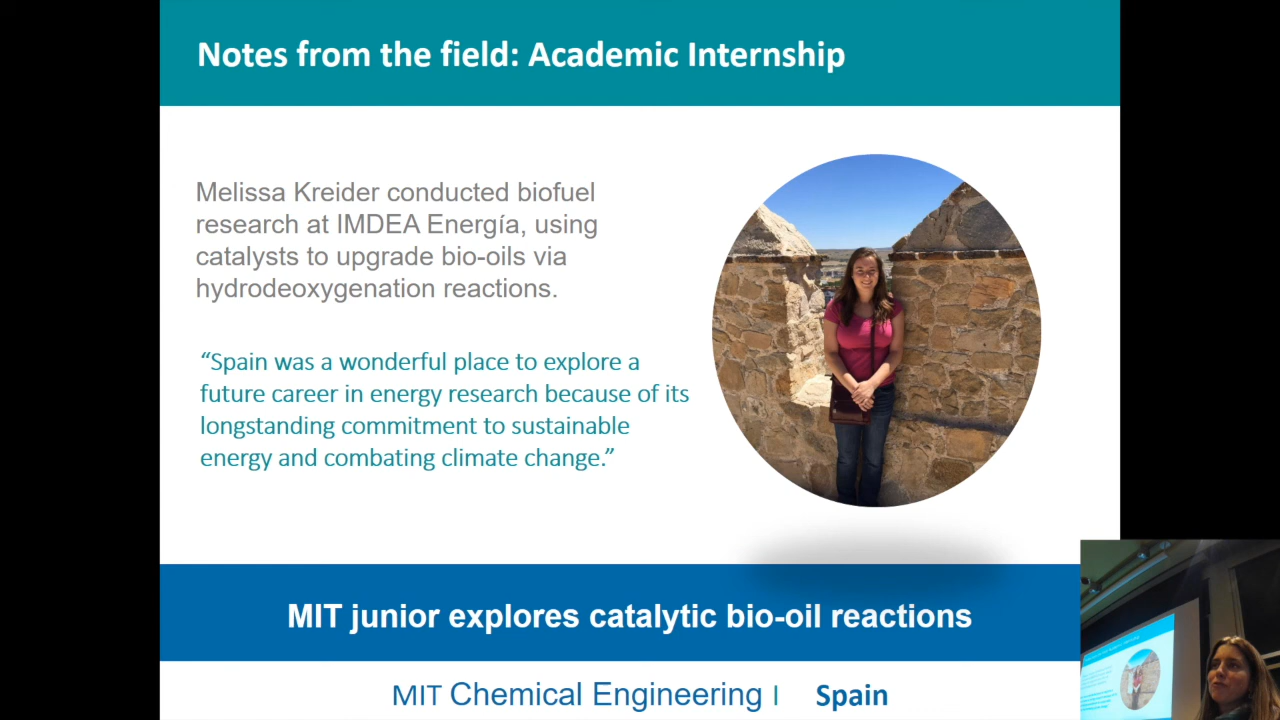 Notes from the field: Academic Internship
Melissa Kreider conducted biofuel
research at IMDEA Energía, using
catalysts to upgrade bio-oils via
hydrodeoxygenation reactions.
“Spain was a wonderful place to explore a
future career in energy research because of its
longstanding commitment to sustainable
energy and combating climate change.”
MIT junior explores catalytic bio-oil reactions
MIT Chemical Engineering I Spain